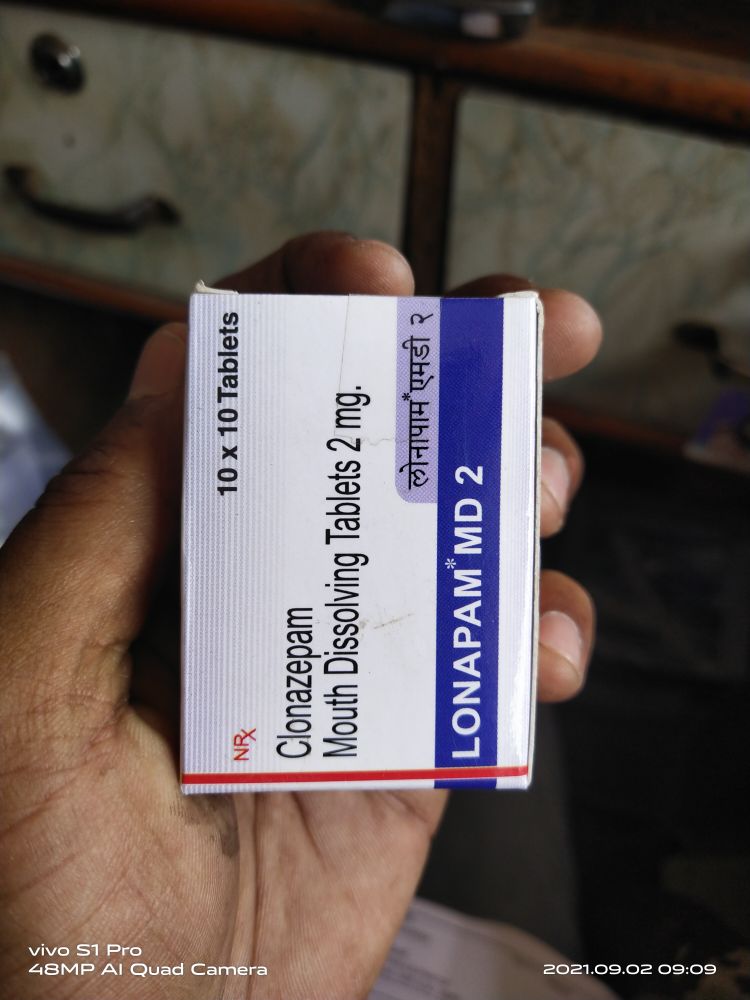 10 x 10 Tablets
NRx
Clonazepam
Mouth Dissolving Tablets 2 mg.
लोनापाम* एमडी २
LONAPAM* MD 2
vivo S1 Pro
48MP AI Quad Camera
2021.09.02 09:09